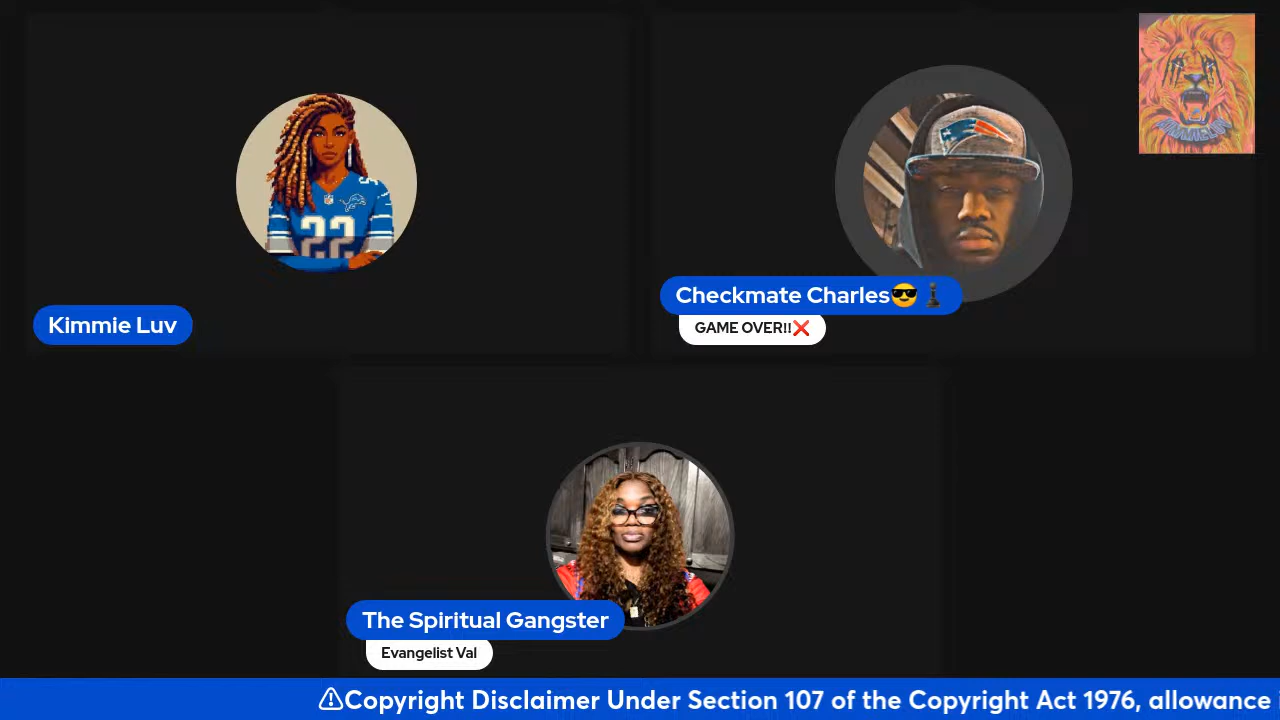 Kimmie Luv
Checkmate Charles😎♟️
GAME OVER!!❌
22
The Spiritual Gangster
Evangelist Val
⚠Copyright Disclaimer Under Section 107 of the Copyright Act 1976, allowance